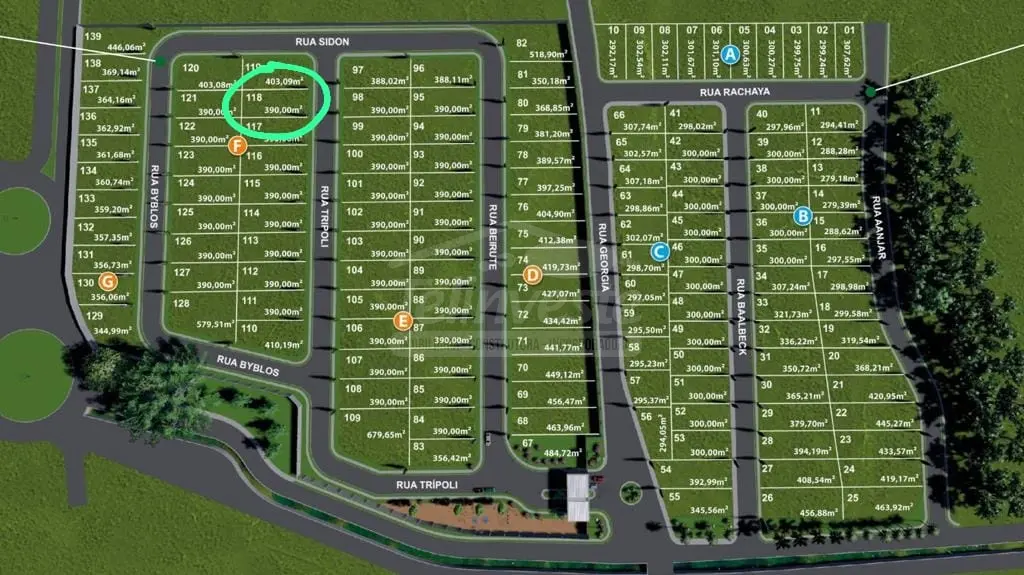 139
446,06m²
138
369,14m²
137
364,16m²
136
362,92m²
135
361,68m²
134
360,74m²
133
359,20m²
132
357,35m²
131
356,73m²
130
G
356,06m²
129
344,99m²
RUA SIDON
RUA BYBLOS
RUA BYBLOS
120
403,08m²
121
390,00m²
122
390,00m²
F
123
390,00m²
124
390,00m²
125
390,00m²
126
390,00m²
127
390,00m²
128
579,51m²
119
403,09m²
118
390,00m²
117
116
390,00m²
115
390,00m²
114
390,00m²
113
390,00m²
112
390,00m²
111
390,00m²
110
410,19m²
RUA TRÍPOLI
97
388,02m²
98
390,00m²
99
390,00m²
100
390,00m²
101
390,00m²
102
390,00m²
103
390,00m²
104
390,00m²
105
390,00m²
E
106
390,00m²
107
390,00m²
108
390,00m²
109
679,65m²
96
388,11m²
95
390,00m²
94
390,00m²
93
390,00m²
92
390,00m²
91
390,00m²
90
390,00m²
89
390,00m²
88
390,00m²
87
390,00m²
86
390,00m²
85
390,00m²
84
390,00m²
83
356,42m²
RUA TRÍPOLI
RUA BEIRUTE
82
518,90m²
81
350,18m²
80
368,85m²
79
381,20m²
78
389,57m²
77
397,25m²
76
404,90m²
75
412,38m²
74
D
419,73m²
73
427,07m²
72
434,42m²
71
441,77m²
70
449,12m²
69
456,47m²
68
463,96m²
67
484,72m²
RUA GEORGIA
10 09 08 07 06 05 04 03 02 01
292,17m² 302,54m² 302,11m² 301,67m² 301,10m² 300,63m² 300,27m² 299,75m² 299,24m² 307,62m²
A
RUA RACHAYA
66
307,74m²
65
302,57m²
64
307,18m²
63
298,86m²
62
302,07m²
C
61
298,70m²
60
297,05m²
59
295,50m²
58
295,23m²
57
295,37m²
56
294,05m²
41
298,02m²
42
300,00m²
43
300,00m²
44
300,00m²
45
300,00m²
46
300,00m²
47
300,00m²
48
300,00m²
49
300,00m²
50
300,00m²
51
300,00m²
52
300,00m²
53
300,00m²
54
392,99m²
55
345,56m²
RUA BAALBECK
40
297,96m²
39
300,00m²
38
300,00m²
37
300,00m²
B
36
300,00m²
35
300,00m²
34
307,24m²
33
321,73m²
32
336,22m²
31
350,72m²
30
365,21m²
29
379,70m²
28
394,19m²
27
408,54m²
26
456,88m²
11
294,41m²
12
288,28m²
13
279,18m²
14
279,39m²
15
288,62m²
16
297,55m²
17
298,98m²
18
299,58m²
19
319,54m²
20
368,21m²
21
420,95m²
22
445,27m²
23
433,57m²
24
419,17m²
25
463,92m²
RUA AANJAR